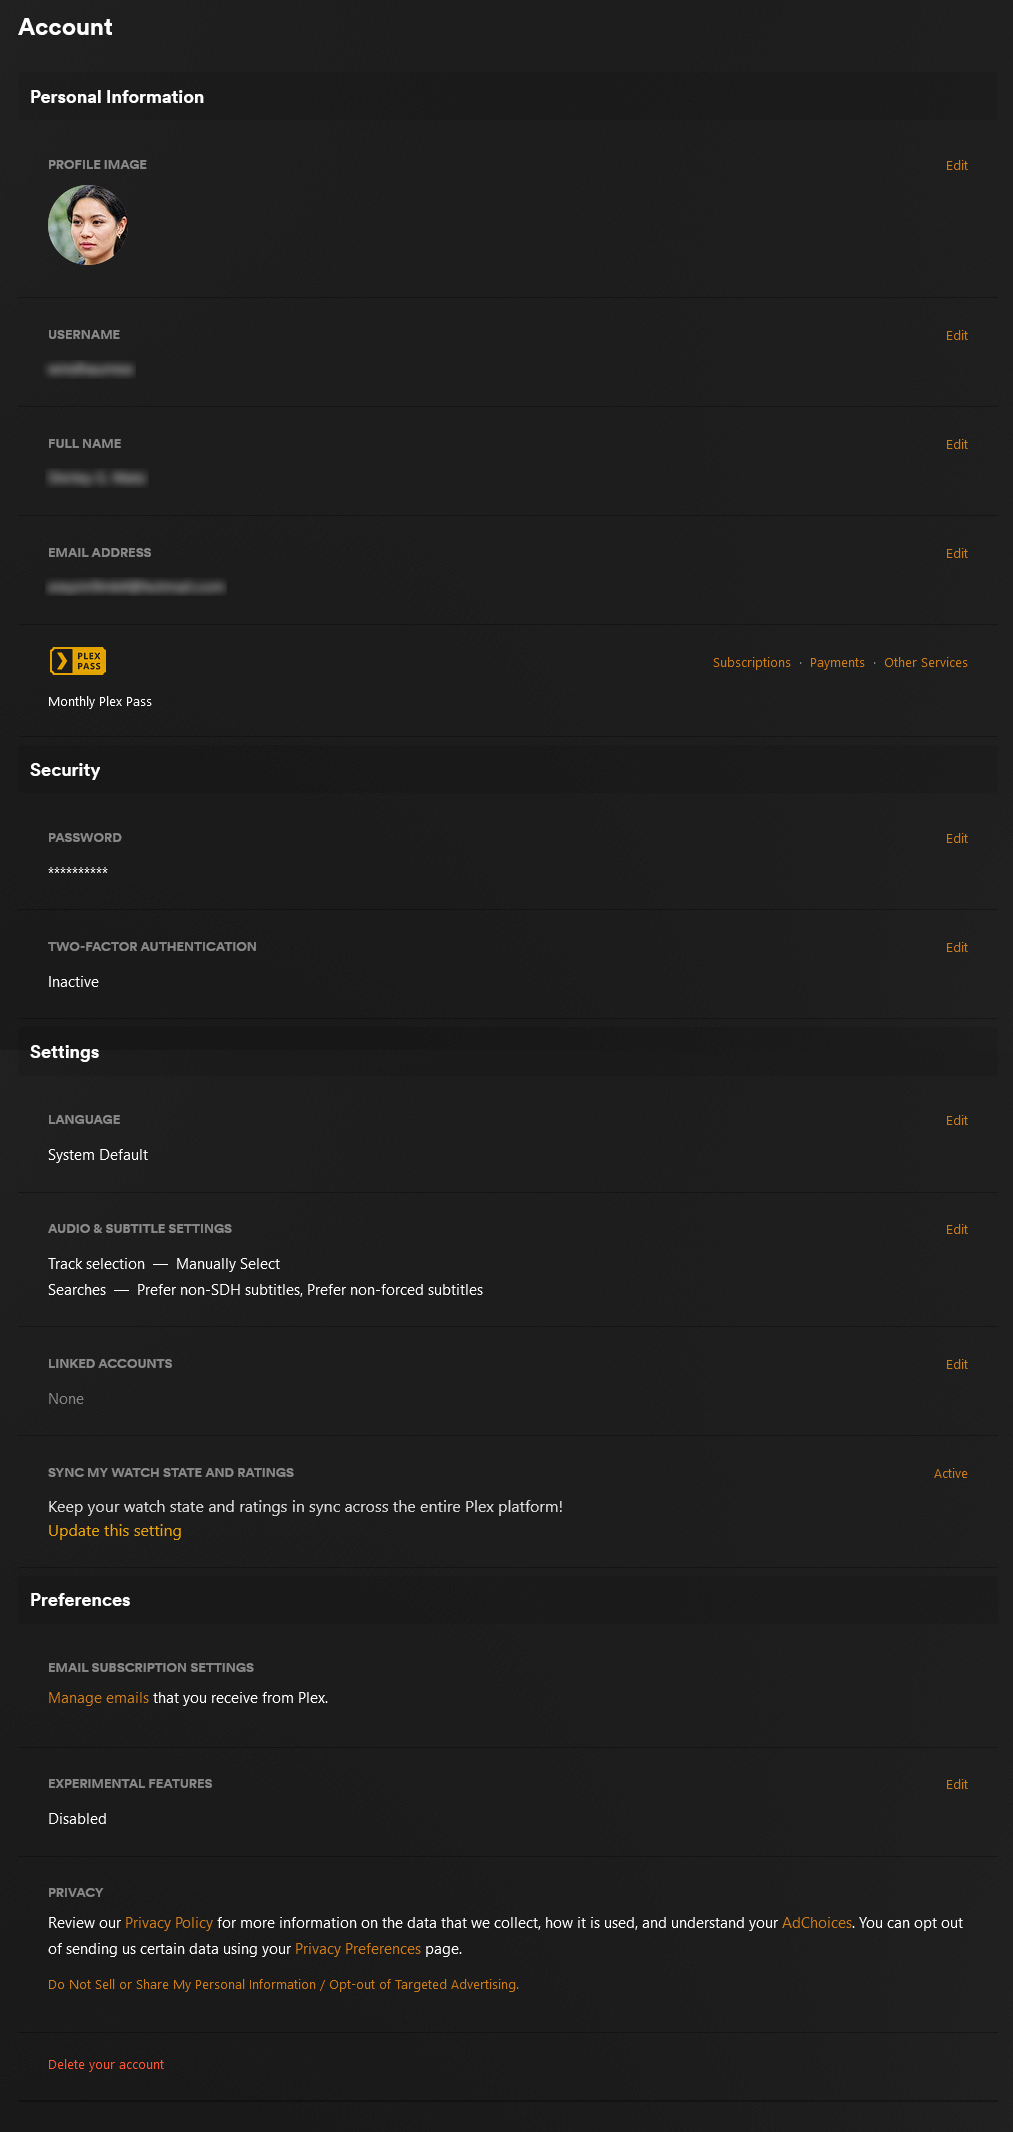 Account
Personal Information
PROFILE IMAGE
Edit
USERNAME
Edit
FULL NAME
Edit
EMAIL ADDRESS
Edit
PLEX
PASS
Subscriptions · Payments · Other Services
Monthly Plex Pass
Security
PASSWORD
Edit
**********
TWO-FACTOR AUTHENTICATION
Edit
Inactive
Settings
LANGUAGE
Edit
System Default
AUDIO & SUBTITLE SETTINGS
Edit
Track selection — Manually Select
Searches — Prefer non-SDH subtitles, Prefer non-forced subtitles
LINKED ACCOUNTS
Edit
None
SYNC MY WATCH STATE AND RATINGS
Active
Keep your watch state and ratings in sync across the entire Plex platform!
Update this setting
Preferences
EMAIL SUBSCRIPTION SETTINGS
Manage emails that you receive from Plex.
EXPERIMENTAL FEATURES
Edit
Disabled
PRIVACY
Review our Privacy Policy for more information on the data that we collect, how it is used, and understand your AdChoices. You can opt out
of sending us certain data using your Privacy Preferences page.
Do Not Sell or Share My Personal Information / Opt-out of Targeted Advertising.
Delete your account